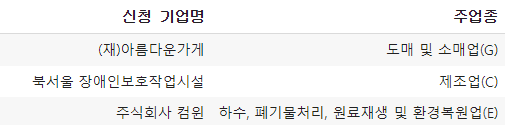 신청 기업명 주업종
(재)아름다운가게 도매 및 소매업(G)
북서울 장애인보호작업시설 제조업(C)
주식회사 컴윈 하수, 폐기물처리, 원료재생 및 환경복원업(E)